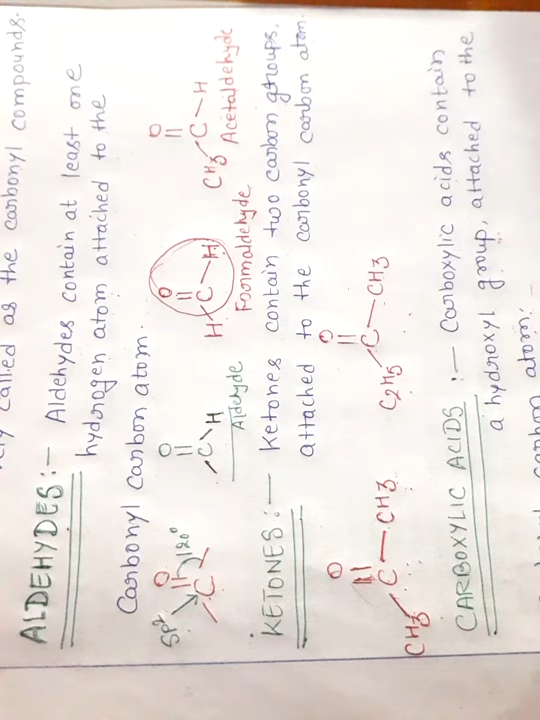 called as the carbonyl compounds.
ALDEHYDES :— Aldehydes contain at least one
hydrogen atom attached to the
Carbonyl carbon atom.
SP² O C 120°
O C H
Aldehyde
O H C H
Formaldehyde
O CH3 C H
Acetaldehyde
KETONES :— Ketones contain two carbon groups,
attached to the carbonyl carbon atom.
O CH3 C CH3
O C2H5 C CH3
CARBOXYLIC ACIDS :— Carboxylic acids contain
a hydroxyl group, attached to the
carbon atom.